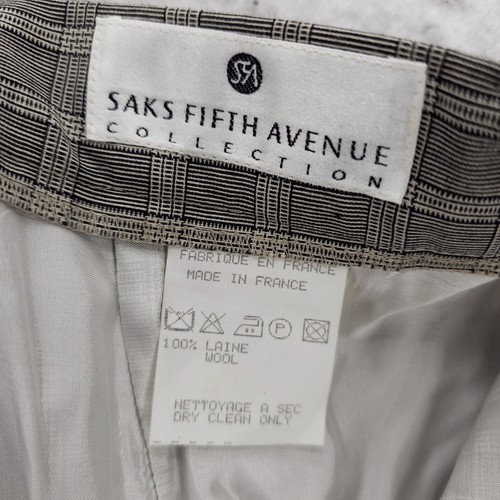 SFA
SAKS FIFTH AVENUE
COLLECTION
FABRIQUE EN FRANCE
MADE IN FRANCE
P
100% LAINE
WOOL
NETTOYAGE A SEC
DRY CLEAN ONLY